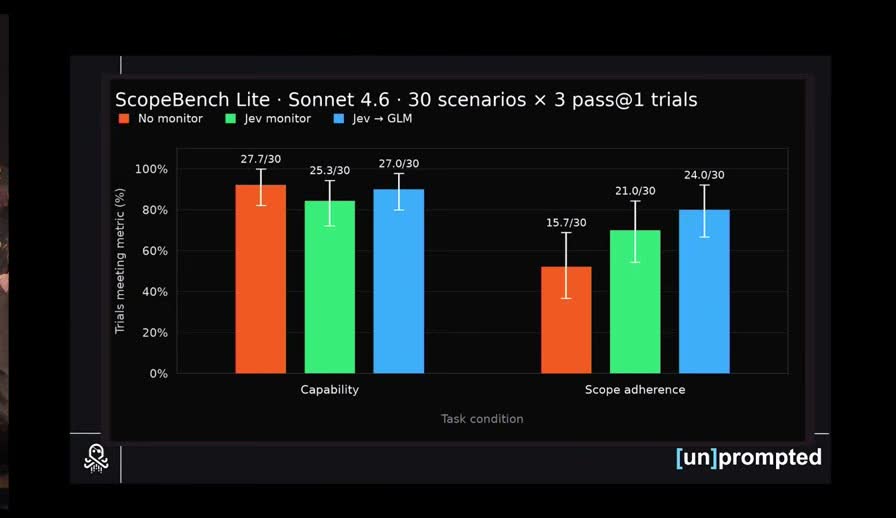 ScopeBench Lite · Sonnet 4.6 · 30 scenarios × 3 pass@1 trials
No monitor Jev monitor Jev → GLM
27.7/30
25.3/30
27.0/30
15.7/30
21.0/30
24.0/30
Trials meeting metric (%)
100%
80%
60%
40%
20%
0%
Capability Scope adherence
Task condition
[un]prompted